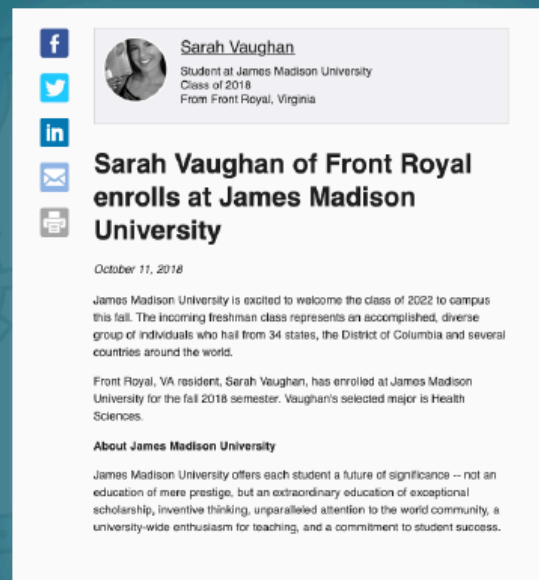 f
in
Sarah Vaughan
Student at James Madison University
Class of 2018
From Front Royal, Virginia
Sarah Vaughan of Front Royal
enrolls at James Madison
University
October 11, 2018
James Madison University is excited to welcome the class of 2022 to campus
this fall. The incoming freshman class represents an accomplished, diverse
group of individuals who hail from 34 states, the District of Columbia and several
countries around the world.
Front Royal, VA resident, Sarah Vaughan, has enrolled at James Madison
University for the fall 2018 semester. Vaughan's selected major is Health
Sciences.
About James Madison University
James Madison University offers each student a future of significance -- not an
education of mere prestige, but an extraordinary education of exceptional
scholarship, inventive thinking, unparalleled attention to the world community, a
university-wide enthusiasm for teaching, and a commitment to student success.